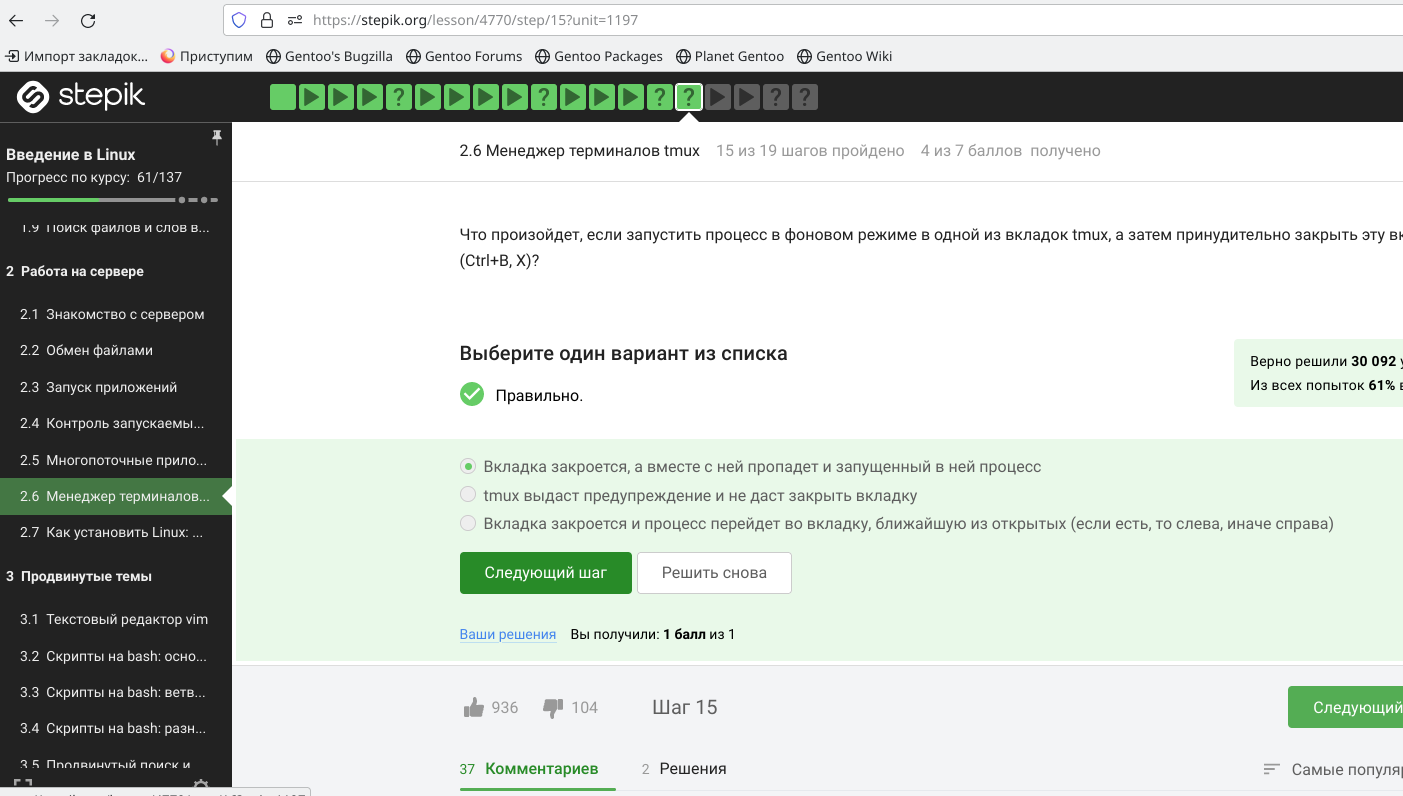 https://stepik.org/lesson/4770/step/15?unit=1197
Импорт закладок... Приступим Gentoo's Bugzilla Gentoo Forums Gentoo Packages Planet Gentoo Gentoo Wiki
stepik ? ? ? ? ? ?
Введение в Linux
Прогресс по курсу: 61/137
1.9 Поиск файлов и слов в...
2 Работа на сервере
2.1 Знакомство с сервером
2.2 Обмен файлами
2.3 Запуск приложений
2.4 Контроль запускаемы...
2.5 Многопоточные прило...
2.6 Менеджер терминалов...
2.7 Как установить Linux: ...
3 Продвинутые темы
3.1 Текстовый редактор vim
3.2 Скрипты на bash: осно...
3.3 Скрипты на bash: ветв...
3.4 Скрипты на bash: разн...
3.5 Продвинутый поиск и
2.6 Менеджер терминалов tmux 15 из 19 шагов пройдено 4 из 7 баллов получено
Что произойдет, если запустить процесс в фоновом режиме в одной из вкладок tmux, а затем принудительно закрыть эту вк
(Ctrl+B, X)?
Выберите один вариант из списка
Правильно.
Верно решили 30 092 у
Из всех попыток 61% в
Вкладка закроется, а вместе с ней пропадет и запущенный в ней процесс
tmux выдаст предупреждение и не даст закрыть вкладку
Вкладка закроется и процесс перейдет во вкладку, ближайшую из открытых (если есть, то слева, иначе справа)
Следующий шаг Решить снова
Ваши решения Вы получили: 1 балл из 1
936 104 Шаг 15
Следующий
37 Комментариев 2 Решения
Самые популяр